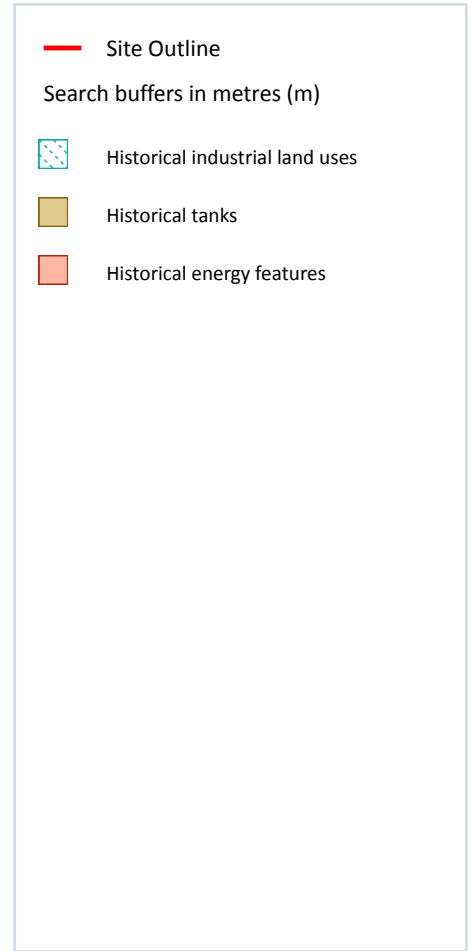 Site Outline
Search buffers in metres (m)
Historical industrial land uses
Historical tanks
Historical energy features